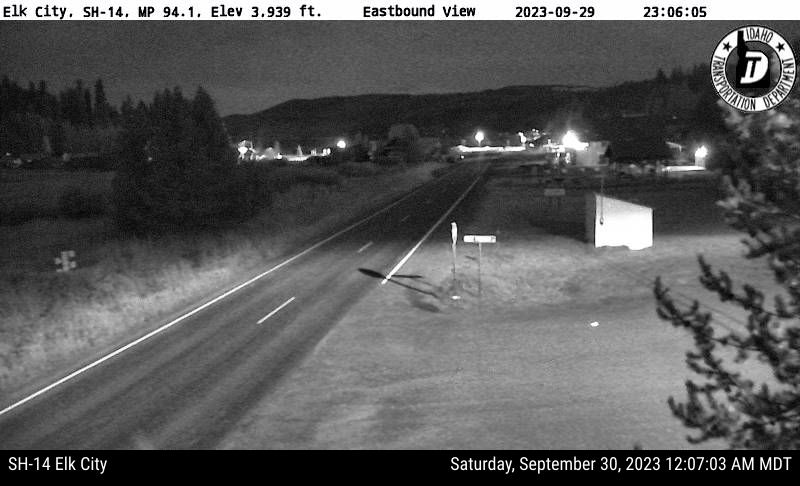 Elk City, SH-14, MP 94.1, Elev 3,939 ft. Eastbound View 2023-09-29 23:06:05
IDAHO
TRANSPORTATION DEPARTMENT
SH-14 Elk City Saturday, September 30, 2023 12:07:03 AM MDT